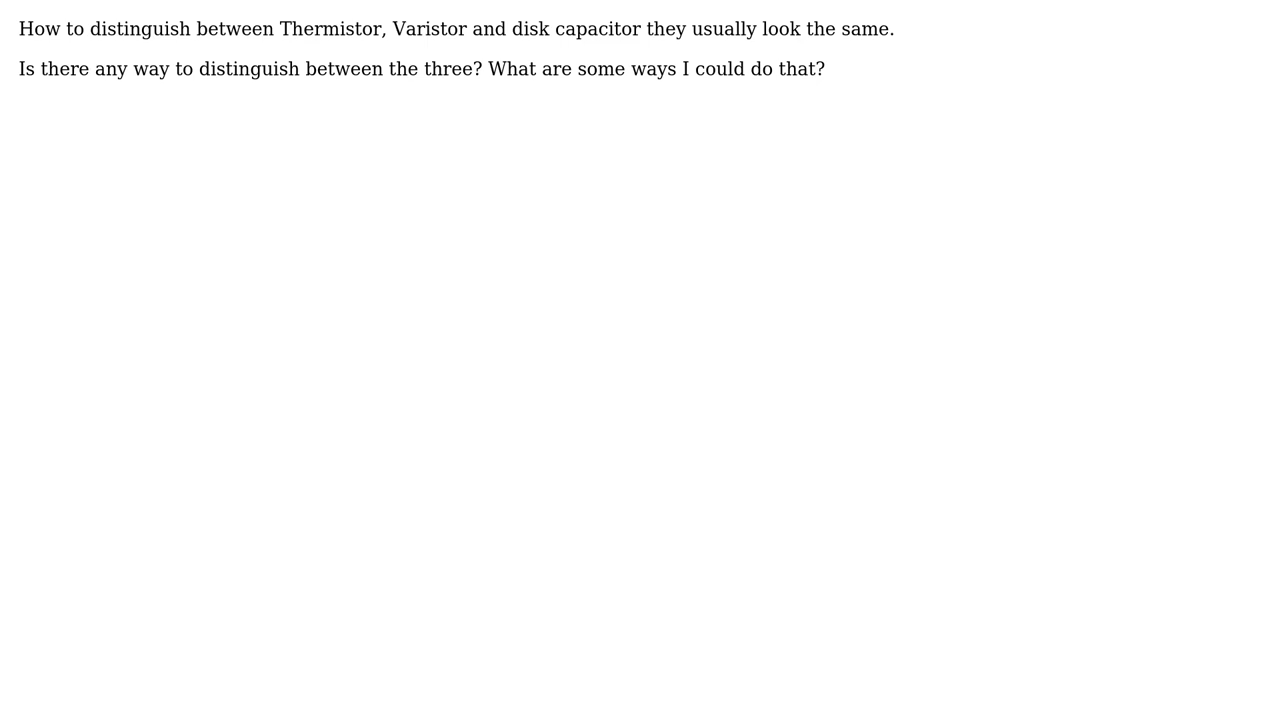 How to distinguish between Thermistor, Varistor and disk capacitor they usually look the same.
Is there any way to distinguish between the three? What are some ways I could do that?